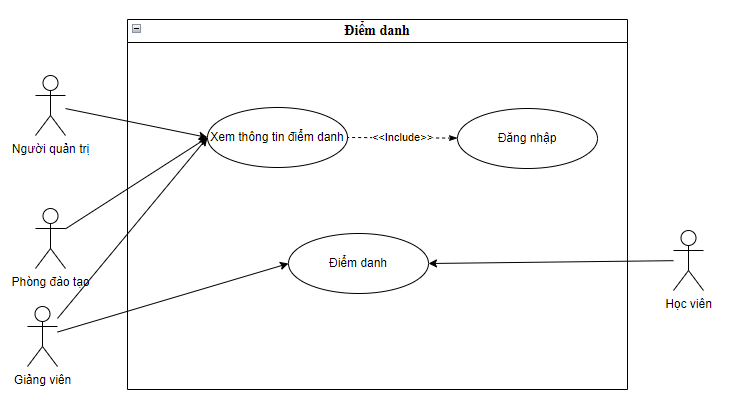 Điểm danh
Người quản trị
Xem thông tin điểm danh
<<Include>>
Đăng nhập
Phòng đào tạo
Điểm danh
Học viên
Giảng viên